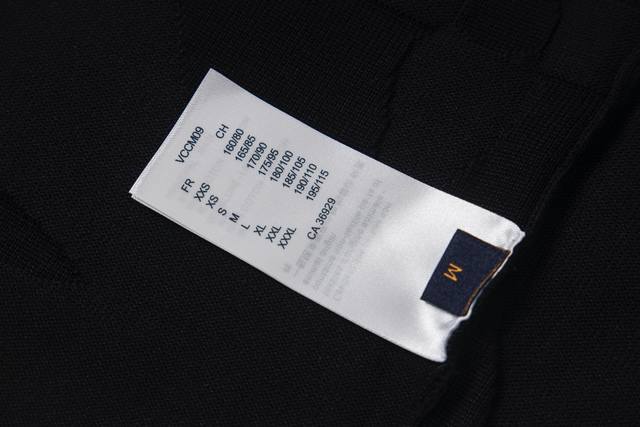 VCCM09
FR CH
XXS 160/80
XS 165/85
S 170/90
M 175/95
L 180/100
XL 185/105
XXL 190/110
XXXL 195/115
CA 36929
M